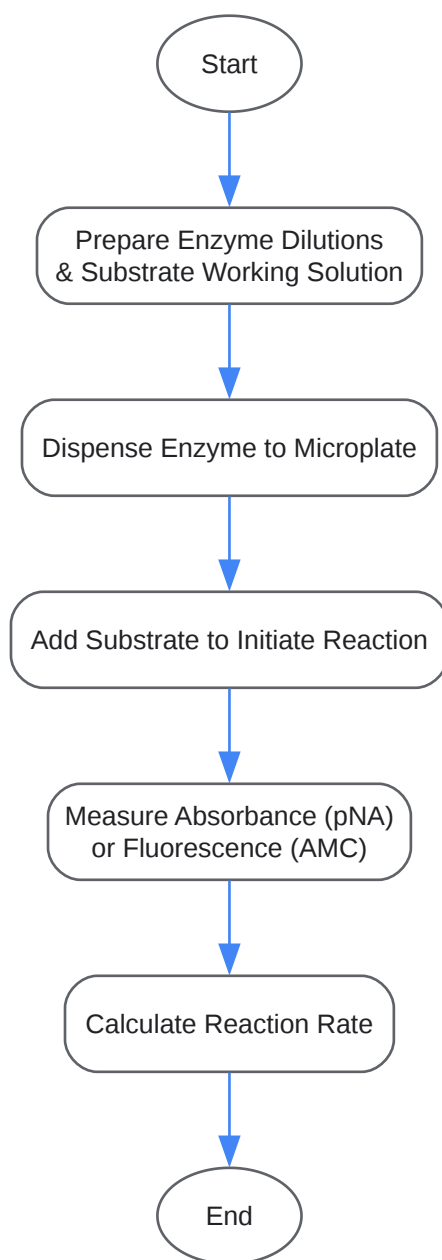 Start
Prepare Enzyme Dilutions
& Substrate Working Solution
Dispense Enzyme to Microplate
Add Substrate to Initiate Reaction
Measure Absorbance (pNA)
or Fluorescence (AMC)
Calculate Reaction Rate
End